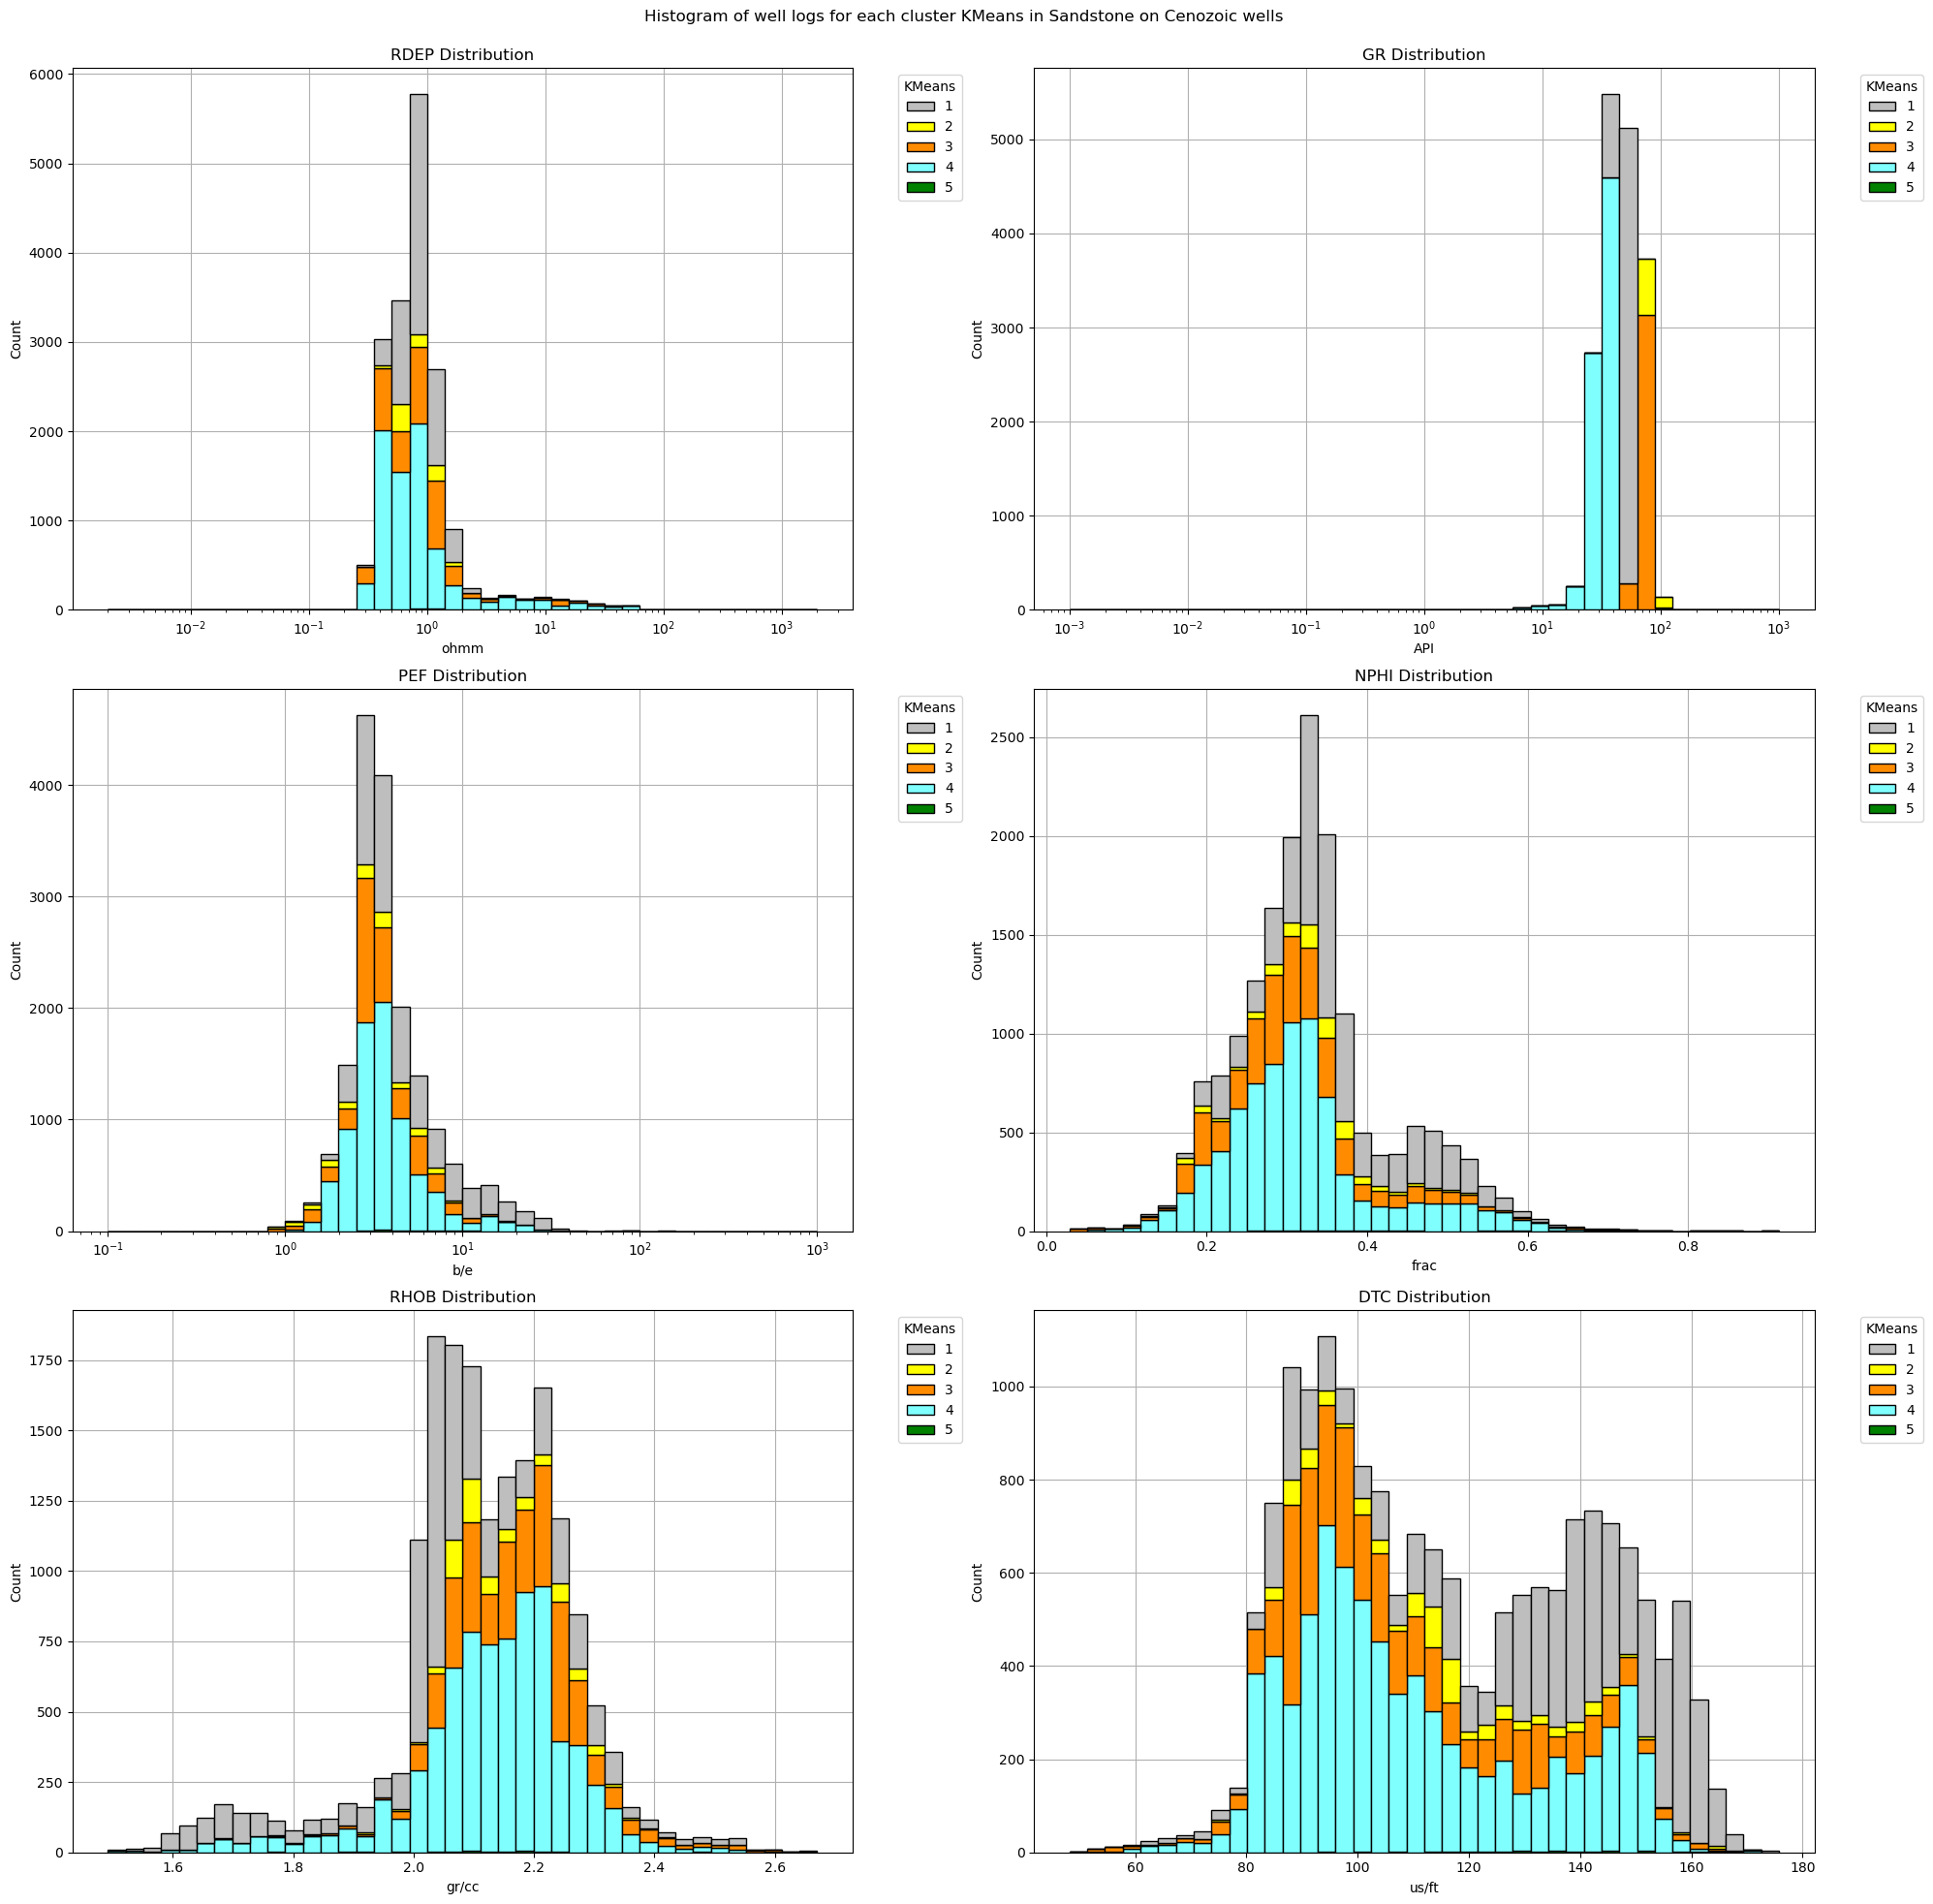 Histogram of well logs for each cluster KMeans in Sandstone on Cenozoic wells
RDEP Distribution
Count
6000
5000
4000
3000
2000
1000
0
10⁻² 10⁻¹ 10⁰ 10¹ 10² 10³
ohmm
KMeans
1
2
3
4
5
GR Distribution
Count
5000
4000
3000
2000
1000
0
10⁻³ 10⁻² 10⁻¹ 10⁰ 10¹ 10² 10³
API
KMeans
1
2
3
4
5
PEF Distribution
Count
4000
3000
2000
1000
0
10⁻¹ 10⁰ 10¹ 10² 10³
b/e
KMeans
1
2
3
4
5
NPHI Distribution
Count
2500
2000
1500
1000
500
0
0.0 0.2 0.4 0.6 0.8
frac
KMeans
1
2
3
4
5
RHOB Distribution
Count
1750
1500
1250
1000
750
500
250
0
1.6 1.8 2.0 2.2 2.4 2.6
gr/cc
KMeans
1
2
3
4
5
DTC Distribution
Count
1000
800
600
400
200
0
60 80 100 120 140 160 180
us/ft
KMeans
1
2
3
4
5